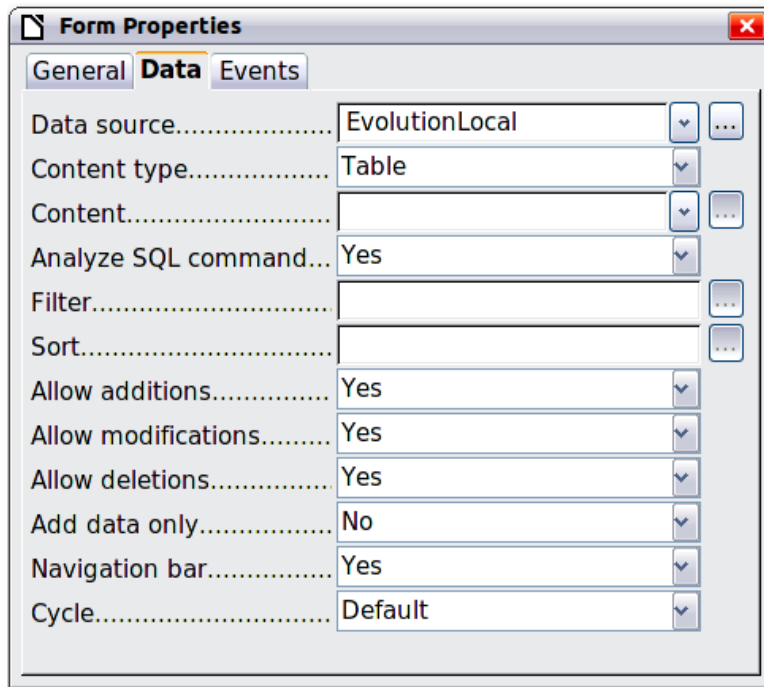 Form Properties
General Data Events
Data source.................... EvolutionLocal ...
Content type.................. Table
Content.......................... ...
Analyze SQL command... Yes
Filter.............................. ...
Sort................................ ...
Allow additions............... Yes
Allow modifications......... Yes
Allow deletions................ Yes
Add data only................. No
Navigation bar................ Yes
Cycle.............................. Default